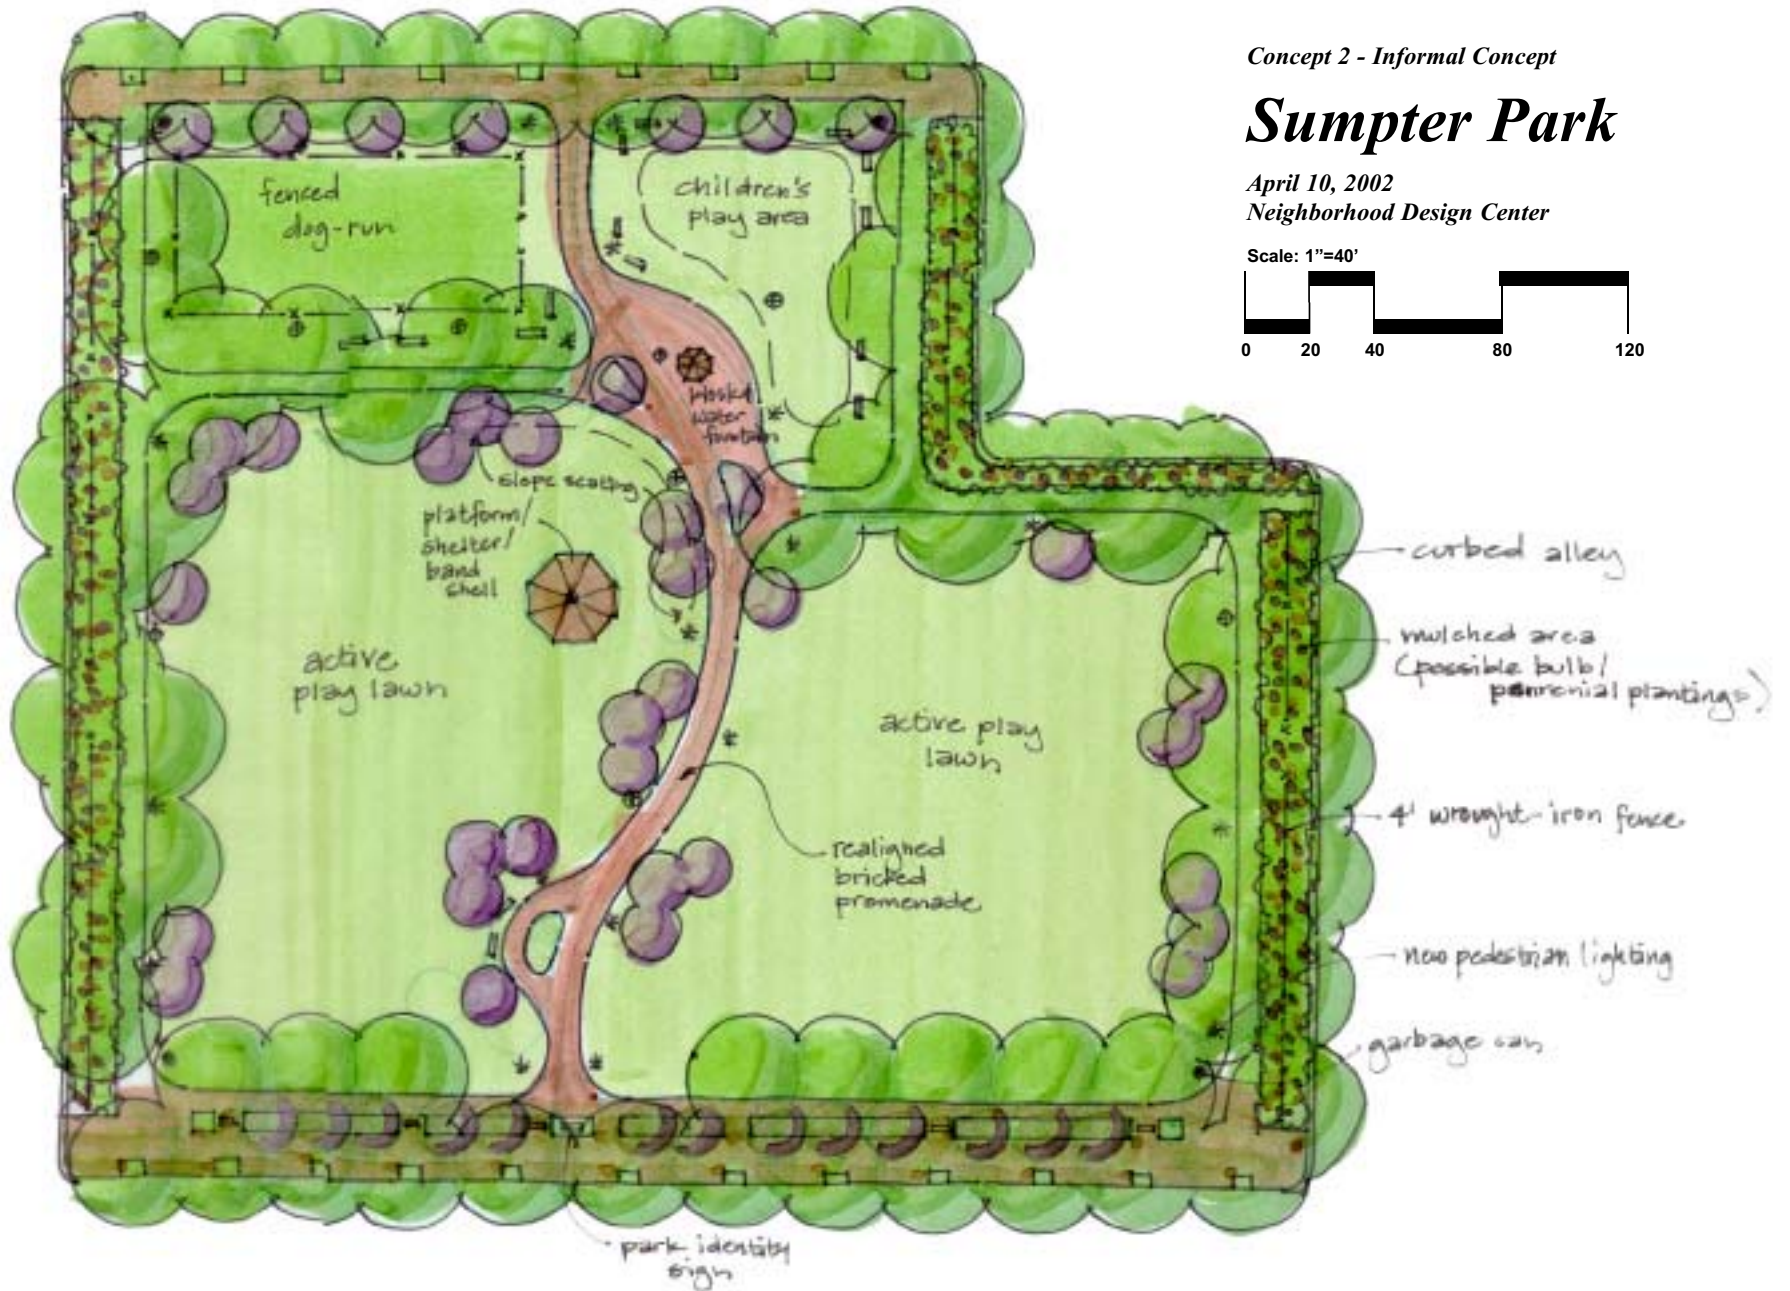 Concept 2 - Informal Concept
Sumpter Park
April 10, 2002
Neighborhood Design Center
Scale: 1”=40’
0 20 40 80 120
fenced
dog-run
children's
play area
kiosk/
water
fountain
slope seating
platform/
shelter/
band
shell
active
play lawn
active play
lawn
realigned
bricked
promenade
curbed alley
mulched area
(possible bulb/
perrenial plantings)
4' wrought-iron fence
new pedestrian lighting
garbage can
park identity
sign